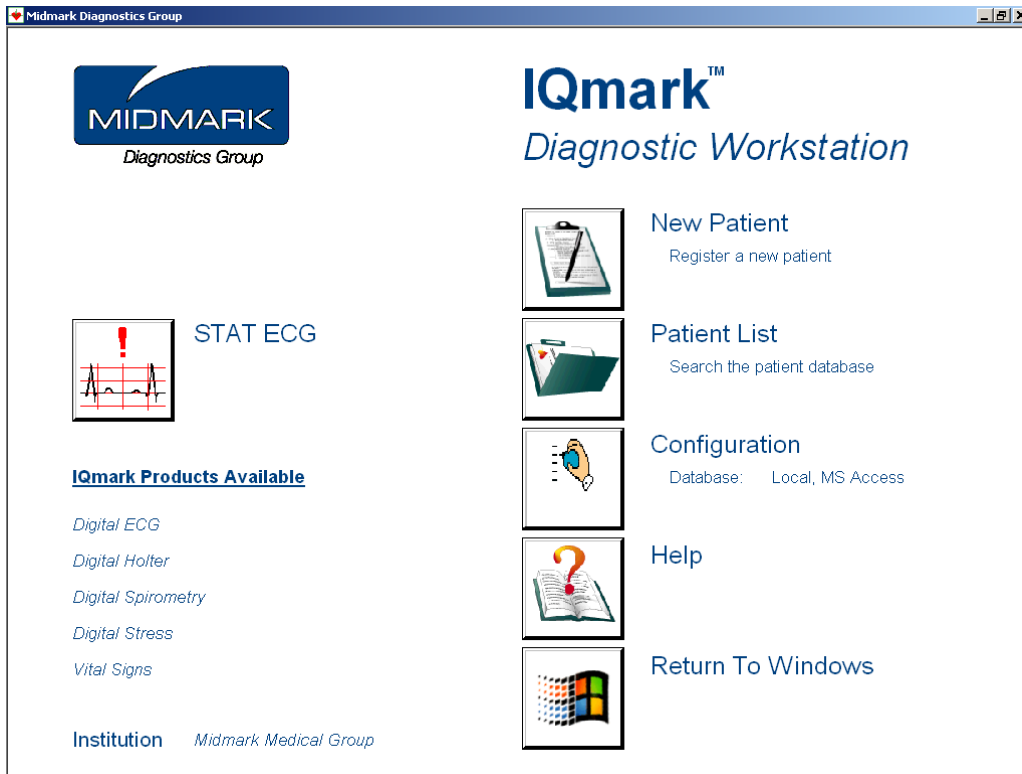 Midmark Diagnostics Group
MIDMARK
Diagnostics Group
IQmark™
Diagnostic Workstation
New Patient
Register a new patient
STAT ECG
Patient List
Search the patient database
Configuration
Database: Local, MS Access
IQmark Products Available
Digital ECG
Digital Holter
Digital Spirometry
Digital Stress
Vital Signs
Help
Return To Windows
Institution Midmark Medical Group